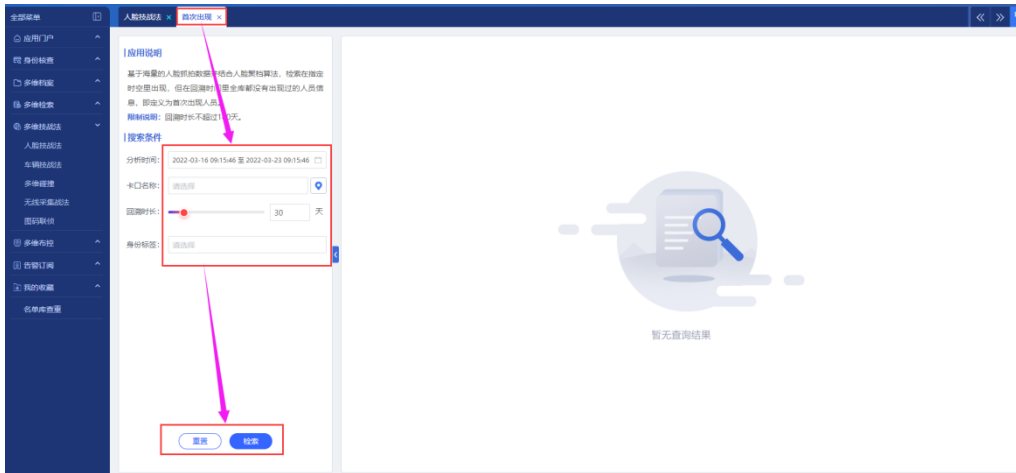 全部菜单
应用门户
身份核查
多维档案
多维检索
多维技战法
人脸技战法
车辆技战法
多维碰撞
无线采集战法
图码联侦
多维布控
告警订阅
我的收藏
名单库查重
人脸技战法 × 首次出现 ×
应用说明
基于海量的人脸抓拍数据并结合人脸聚档算法，检索在指定
时空里出现，但在回溯时间里全库都没有出现过的人员信
息，即定义为首次出现人员。
限制说明：回溯时长不超过180天。
搜索条件
分析时间： 2022-03-16 09:15:46 至 2022-03-23 09:15:46
卡口名称： 请选择
回溯时长： 30 天
身份标签： 请选择
重置 检索
暂无查询结果